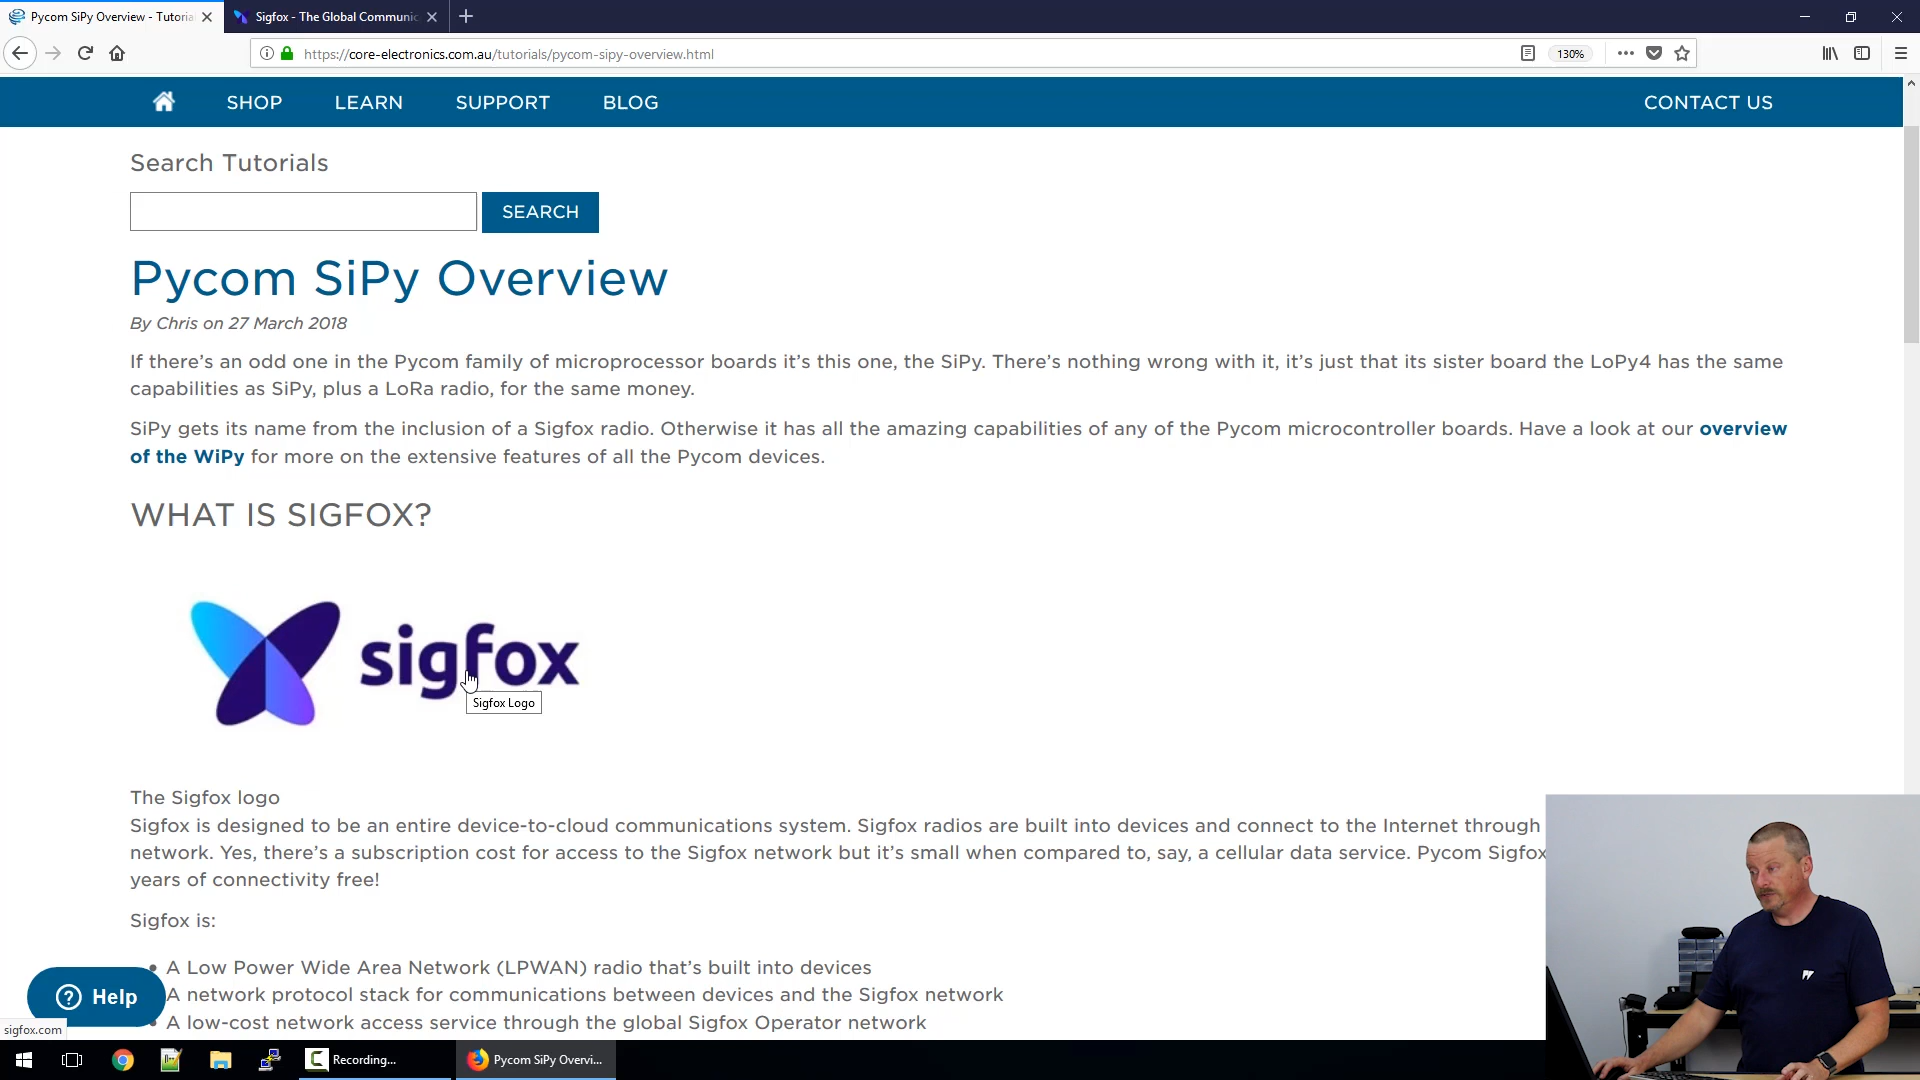 Pycom SiPy Overview - Tutoria
Sigfox - The Global Communic
https://core-electronics.com.au/tutorials/pycom-sipy-overview.html
130%
SHOP LEARN SUPPORT BLOG CONTACT US
Search Tutorials
SEARCH
Pycom SiPy Overview
By Chris on 27 March 2018
If there's an odd one in the Pycom family of microprocessor boards it's this one, the SiPy. There's nothing wrong with it, it's just that its sister board the LoPy4 has the same
capabilities as SiPy, plus a LoRa radio, for the same money.
SiPy gets its name from the inclusion of a Sigfox radio. Otherwise it has all the amazing capabilities of any of the Pycom microcontroller boards. Have a look at our overview
of the WiPy for more on the extensive features of all the Pycom devices.
WHAT IS SIGFOX?
sigfox
Sigfox Logo
The Sigfox logo
Sigfox is designed to be an entire device-to-cloud communications system. Sigfox radios are built into devices and connect to the Internet through
network. Yes, there's a subscription cost for access to the Sigfox network but it's small when compared to, say, a cellular data service. Pycom Sigfox
years of connectivity free!
Sigfox is:
• A Low Power Wide Area Network (LPWAN) radio that's built into devices
A network protocol stack for communications between devices and the Sigfox network
• A low-cost network access service through the global Sigfox Operator network
Help
sigfox.com
Recording...
Pycom SiPy Overvi...